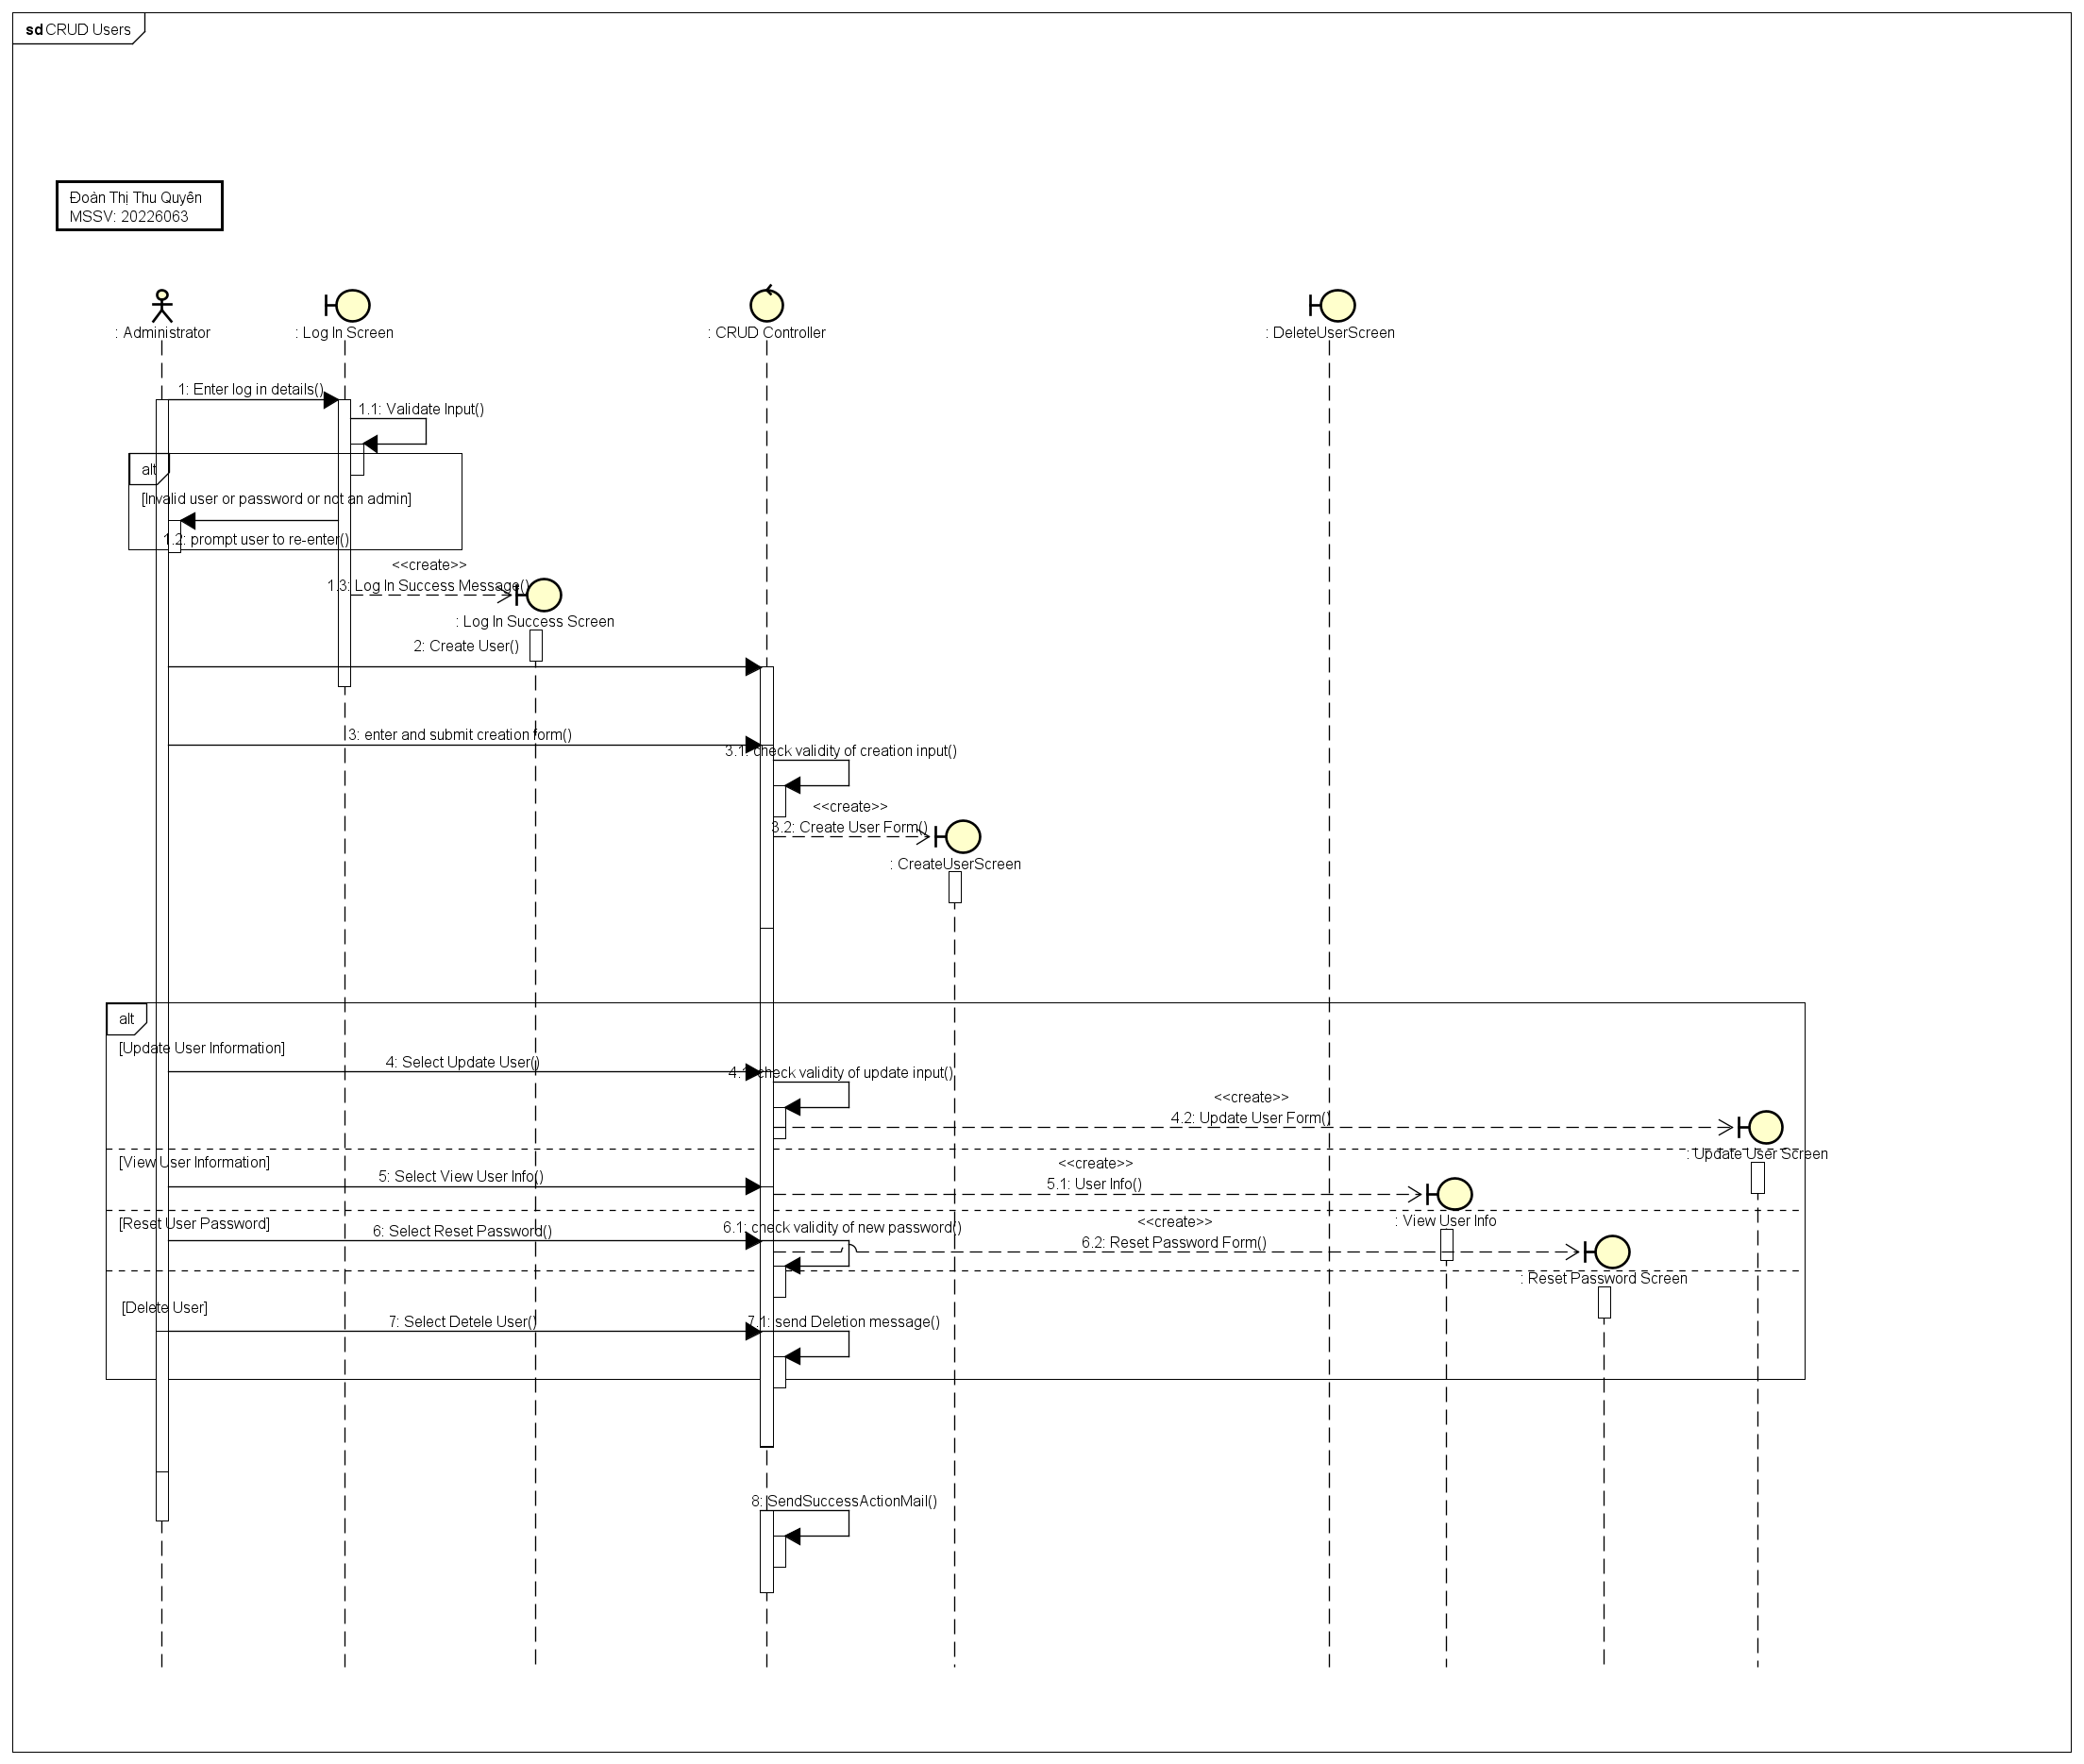 sd CRUD Users
Đoàn Thị Thu Quyên
MSSV: 20226063
: Administrator
: Log In Screen
: CRUD Controller
: DeleteUserScreen
1: Enter log in details()
1.1: Validate Input()
alt
[Invalid user or password or not an admin]
1.2: prompt user to re-enter()
<<create>>
1.3: Log In Success Message()
: Log In Success Screen
2: Create User()
3: enter and submit creation form()
3.1: check validity of creation input()
<<create>>
3.2: Create User Form()
: CreateUserScreen
alt
[Update User Information]
4: Select Update User()
4.1: check validity of update input()
<<create>>
4.2: Update User Form()
: Update User Screen
[View User Information]
5: Select View User Info()
<<create>>
5.1: User Info()
: View User Info
[Reset User Password]
6: Select Reset Password()
6.1: check validity of new password()
<<create>>
6.2: Reset Password Form()
: Reset Password Screen
[Delete User]
7: Select Detele User()
7.1: send Deletion message()
8: SendSuccessActionMail()